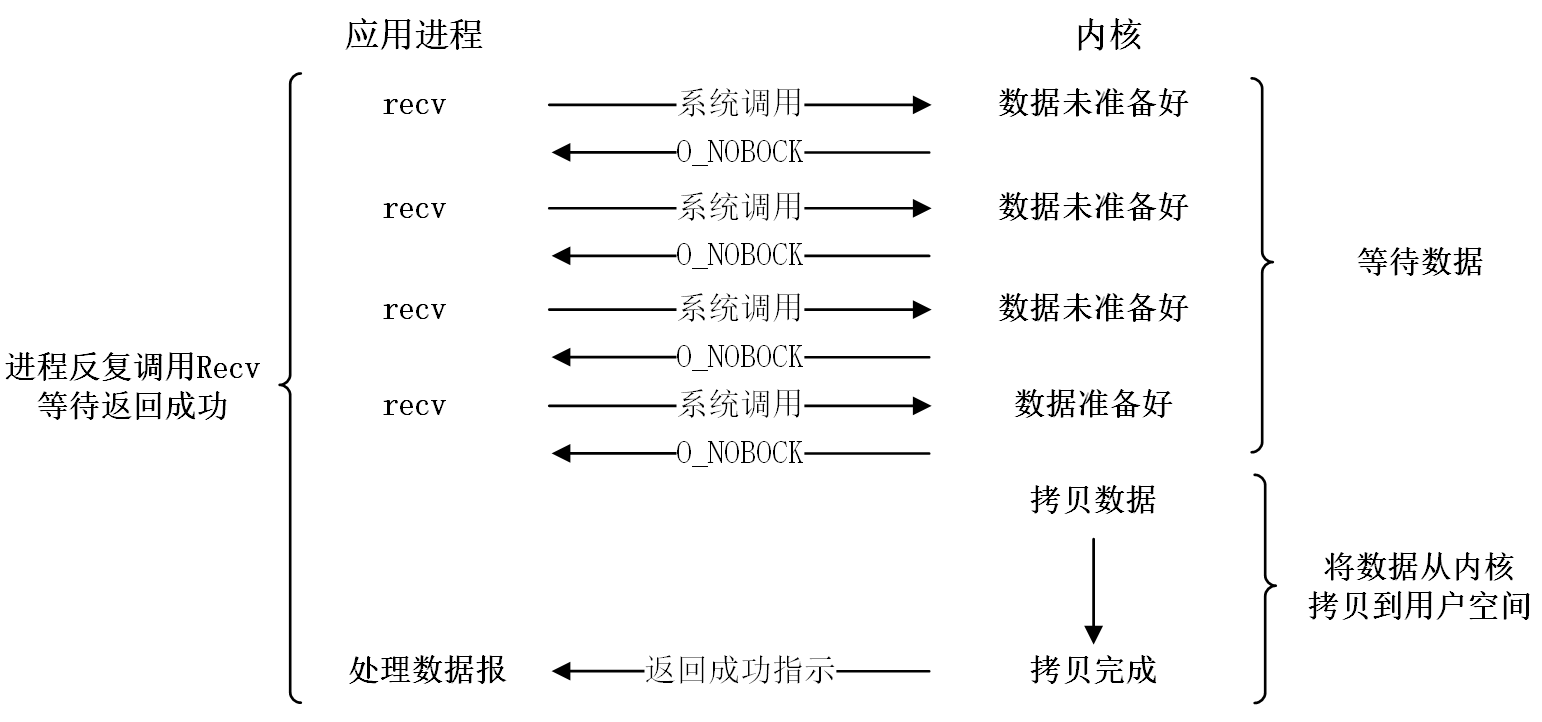 应用进程 内核
recv 系统调用 数据未准备好
O_NOBOCK
recv 系统调用 数据未准备好
O_NOBOCK
等待数据
recv 系统调用 数据未准备好
O_NOBOCK
进程反复调用Recv
等待返回成功
recv 系统调用 数据准备好
O_NOBOCK
拷贝数据
将数据从内核
拷贝到用户空间
处理数据报 返回成功指示 拷贝完成